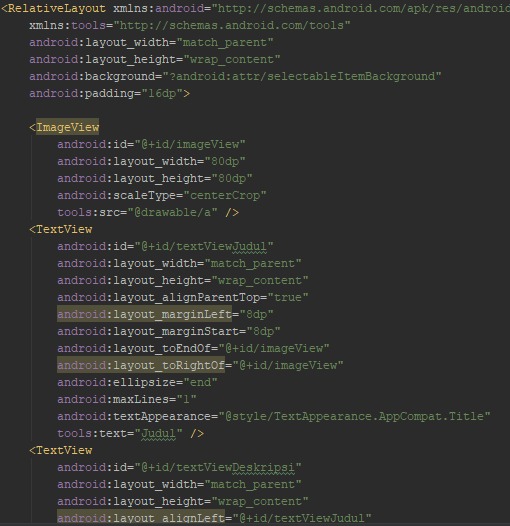 <RelativeLayout xmlns:android="http://schemas.android.com/apk/res/android
    xmlns:tools="http://schemas.android.com/tools"
    android:layout_width="match_parent"
    android:layout_height="wrap_content"
    android:background="?android:attr/selectableItemBackground"
    android:padding="16dp">
    <ImageView
        android:id="@+id/imageView"
        android:layout_width="80dp"
        android:layout_height="80dp"
        android:scaleType="centerCrop"
        tools:src="@drawable/a" />
    <TextView
        android:id="@+id/textViewJudul"
        android:layout_width="match_parent"
        android:layout_height="wrap_content"
        android:layout_alignParentTop="true"
        android:layout_marginLeft="8dp"
        android:layout_marginStart="8dp"
        android:layout_toEndOf="@+id/imageView"
        android:layout_toRightOf="@+id/imageView"
        android:ellipsize="end"
        android:maxLines="1"
        android:textAppearance="@style/TextAppearance.AppCompat.Title"
        tools:text="Judul" />
    <TextView
        android:id="@+id/textViewDeskripsi"
        android:layout_width="match_parent"
        android:layout_height="wrap_content"
        android:layout_alignLeft="@+id/textViewJudul"